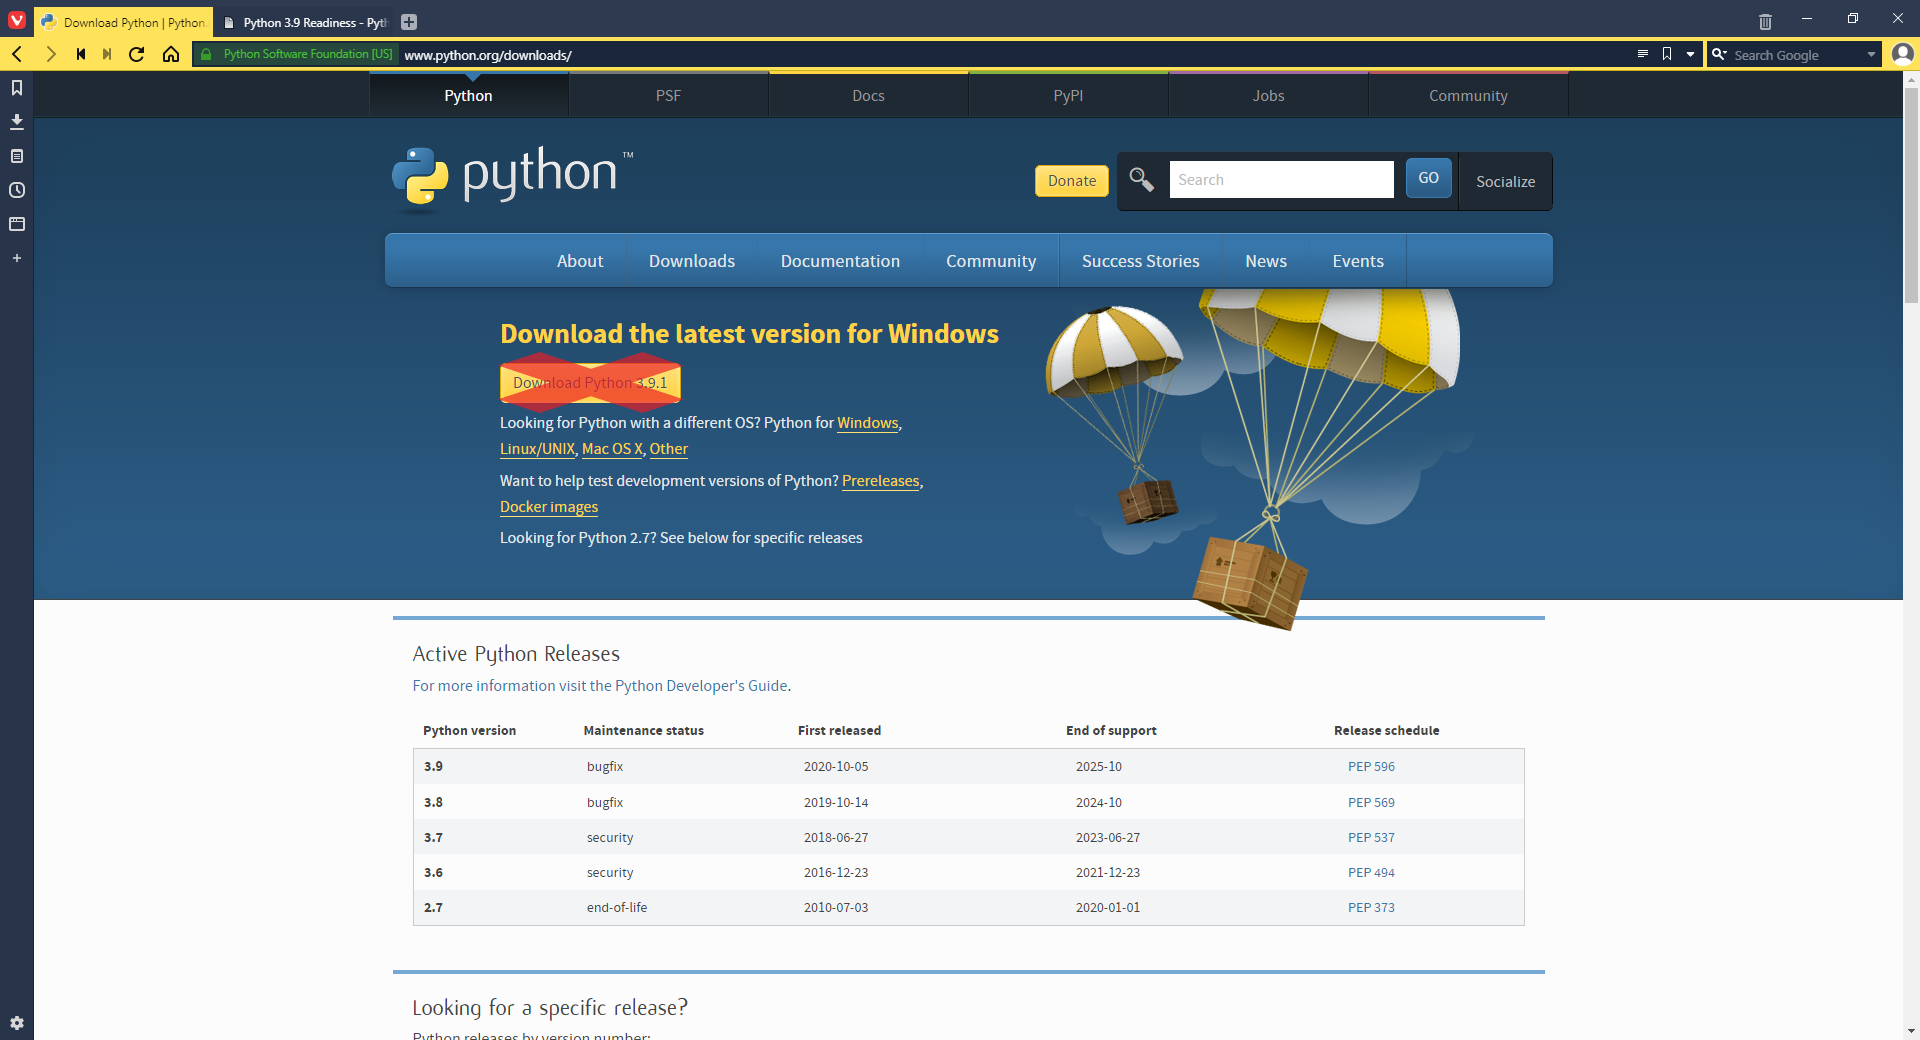 Download Python | Python.
Python 3.9 Readiness - Pyt
Python Software Foundation [US]
www.python.org/downloads/
Search Google
Python
PSF
Docs
PyPI
Jobs
Community
python™
Donate
Search
GO
Socialize
About
Downloads
Documentation
Community
Success Stories
News
Events
Download the latest version for Windows
Download Python 3.9.1
Looking for Python with a different OS? Python for Windows,
Linux/UNIX, Mac OS X, Other
Want to help test development versions of Python? Prereleases,
Docker images
Looking for Python 2.7? See below for specific releases
Active Python Releases
For more information visit the Python Developer's Guide.
Python version Maintenance status First released End of support Release schedule
3.9 bugfix 2020-10-05 2025-10 PEP 596
3.8 bugfix 2019-10-14 2024-10 PEP 569
3.7 security 2018-06-27 2023-06-27 PEP 537
3.6 security 2016-12-23 2021-12-23 PEP 494
2.7 end-of-life 2010-07-03 2020-01-01 PEP 373
Looking for a specific release?
Python releases by version number: